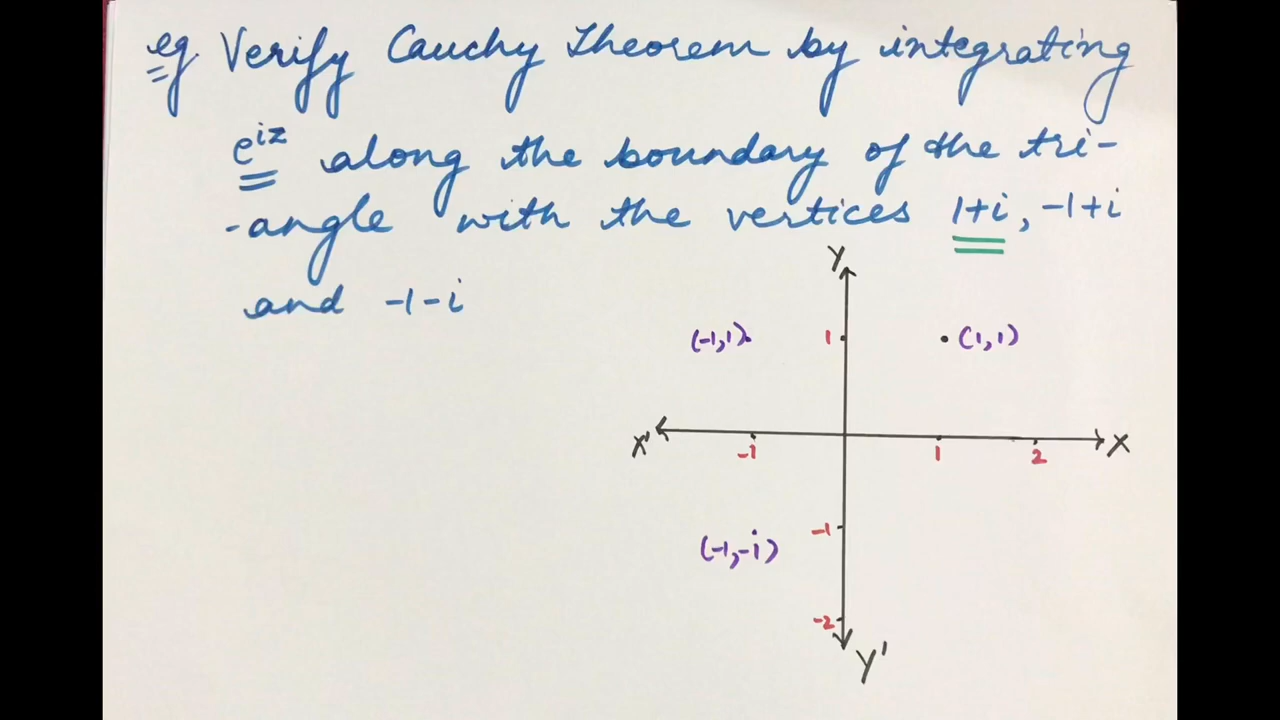 eg Verify Cauchy Theorem by integrating
e^{iz} along the boundary of the tri-
-angle with the vertices 1+i, -1+i
and -1-i
Y
(-1,1)
1
(1,1)
X'
-1
1
2
X
-1
(-1,-i)
-2
Y'